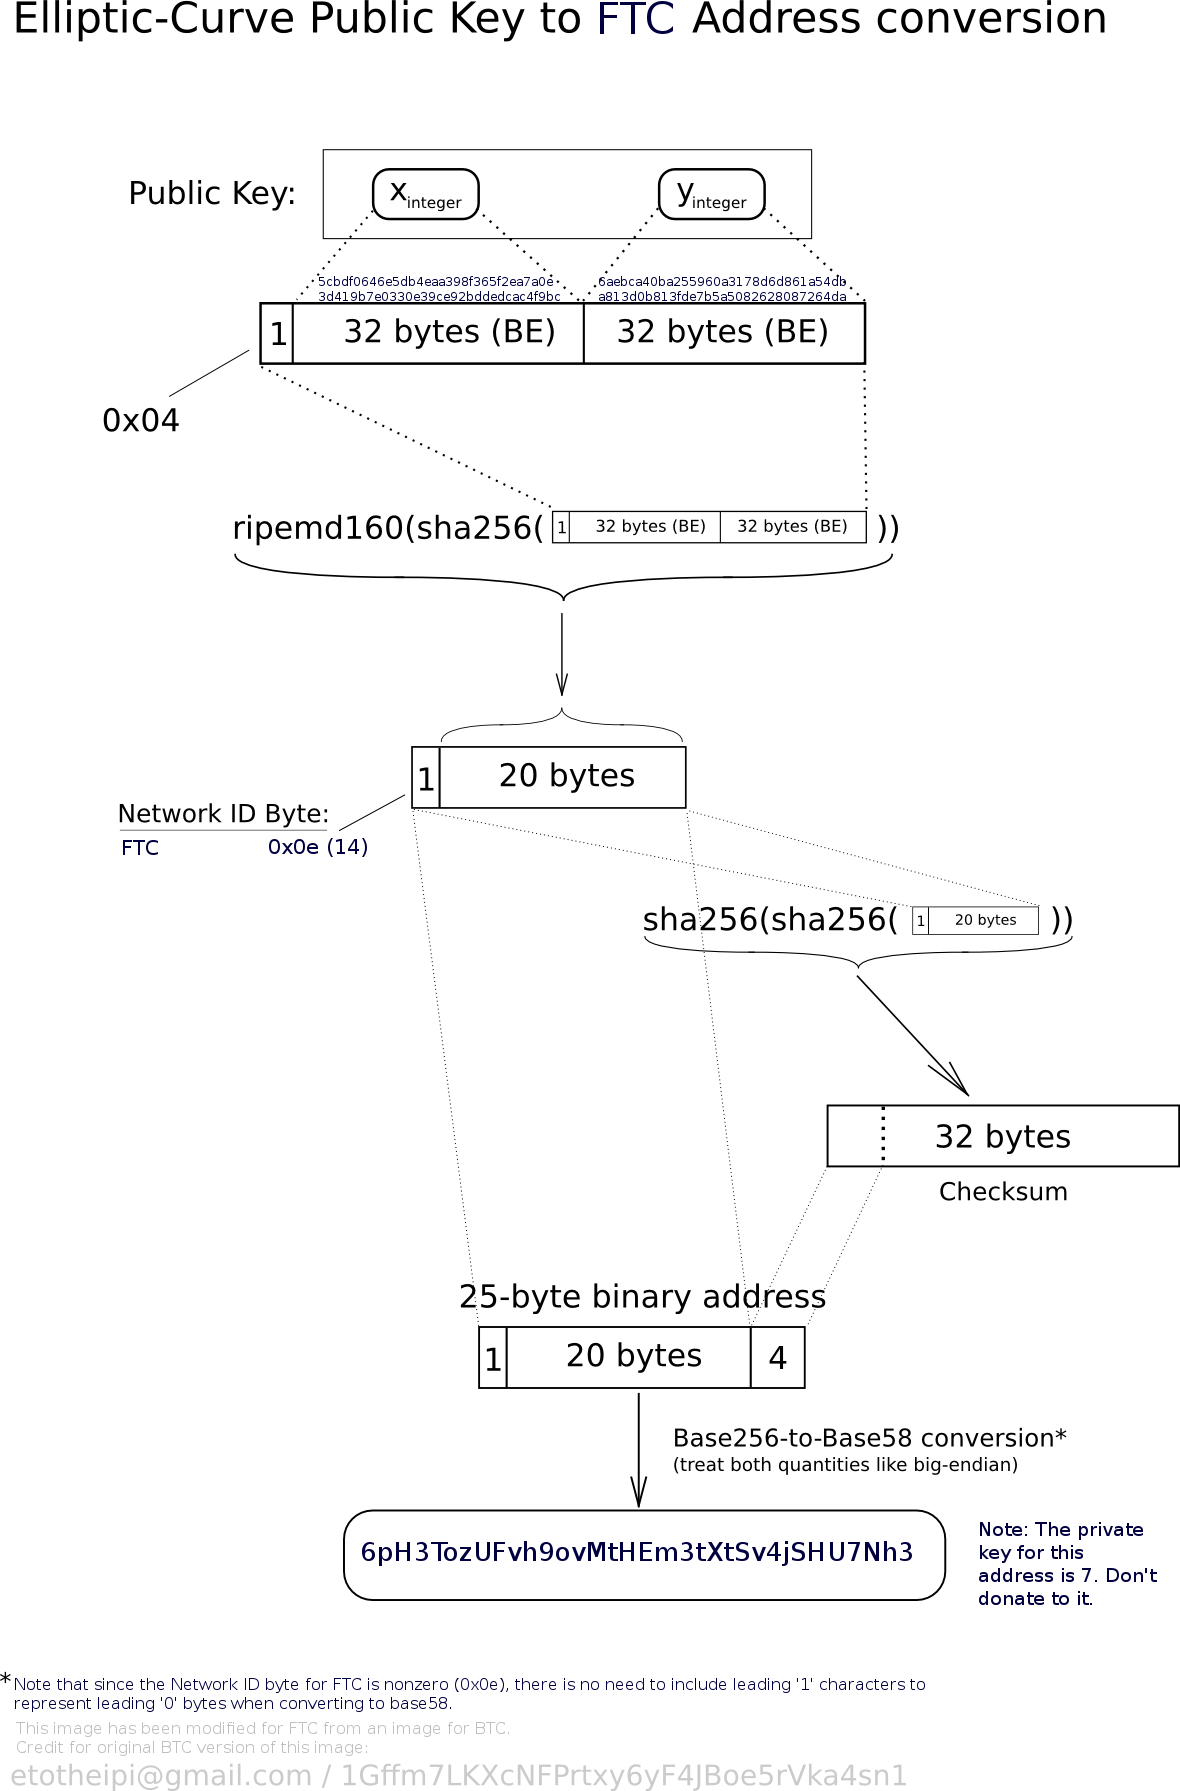 Elliptic-Curve Public Key to FTC Address conversion
Public Key:
x integer
y integer
5cbdf0646e5db4eaa398f365f2ea7a0e
3d419b7e0330e39ce92bddedcac4f9bc
6aebca40ba255960a3178d6d861a54db
a813d0b813fde7b5a5082628087264da
1
32 bytes (BE)
32 bytes (BE)
0x04
ripemd160(sha256( 1 32 bytes (BE) 32 bytes (BE) ))
1
20 bytes
Network ID Byte:
FTC 0x0e (14)
sha256(sha256( 1 20 bytes ))
32 bytes
Checksum
25-byte binary address
1
20 bytes
4
Base256-to-Base58 conversion*
(treat both quantities like big-endian)
6pH3TozUFvh9ovMtHEm3tXtSv4jSHU7Nh3
Note: The private
key for this
address is 7. Don't
donate to it.
*Note that since the Network ID byte for FTC is nonzero (0x0e), there is no need to include leading '1' characters to
represent leading '0' bytes when converting to base58.
This image has been modified for FTC from an image for BTC.
Credit for original BTC version of this image:
etotheipi@gmail.com / 1Gffm7LKXcNFPrtxy6yF4JBoe5rVka4sn1